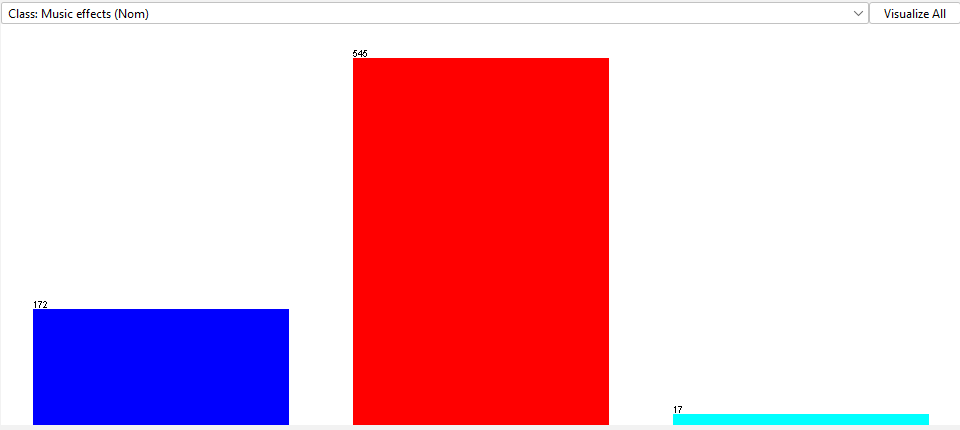 Class: Music effects (Nom)
Visualize All
545
172
17